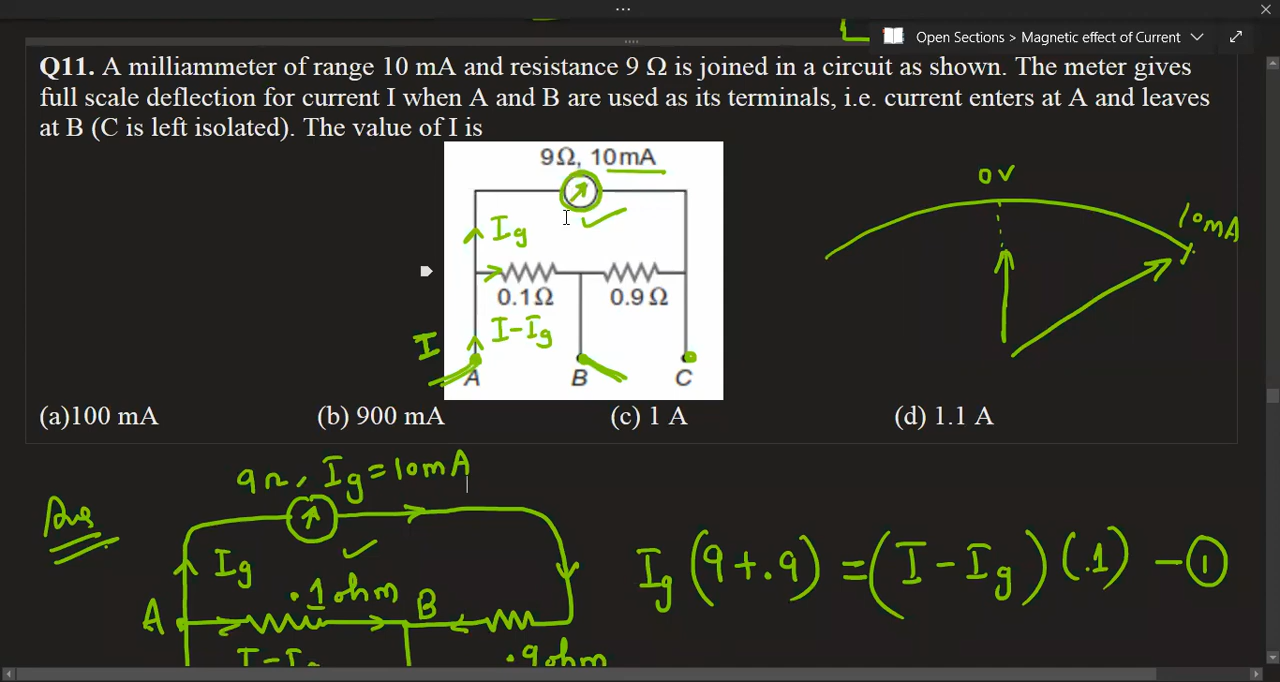 Open Sections > Magnetic effect of Current
Q11. A milliammeter of range 10 mA and resistance 9 Ω is joined in a circuit as shown. The meter gives
full scale deflection for current I when A and B are used as its terminals, i.e. current enters at A and leaves
at B (C is left isolated). The value of I is
9Ω, 10mA
0V
10mA
Ig
0.1Ω 0.9Ω
I I-Ig
A B C
(a)100 mA (b) 900 mA (c) 1 A (d) 1.1 A
9Ω, Ig=10mA
Ans
Ig
Ig(9+.9) = (I-Ig)(.1) - 1
.1 ohm
A B
I-Ig .9ohm